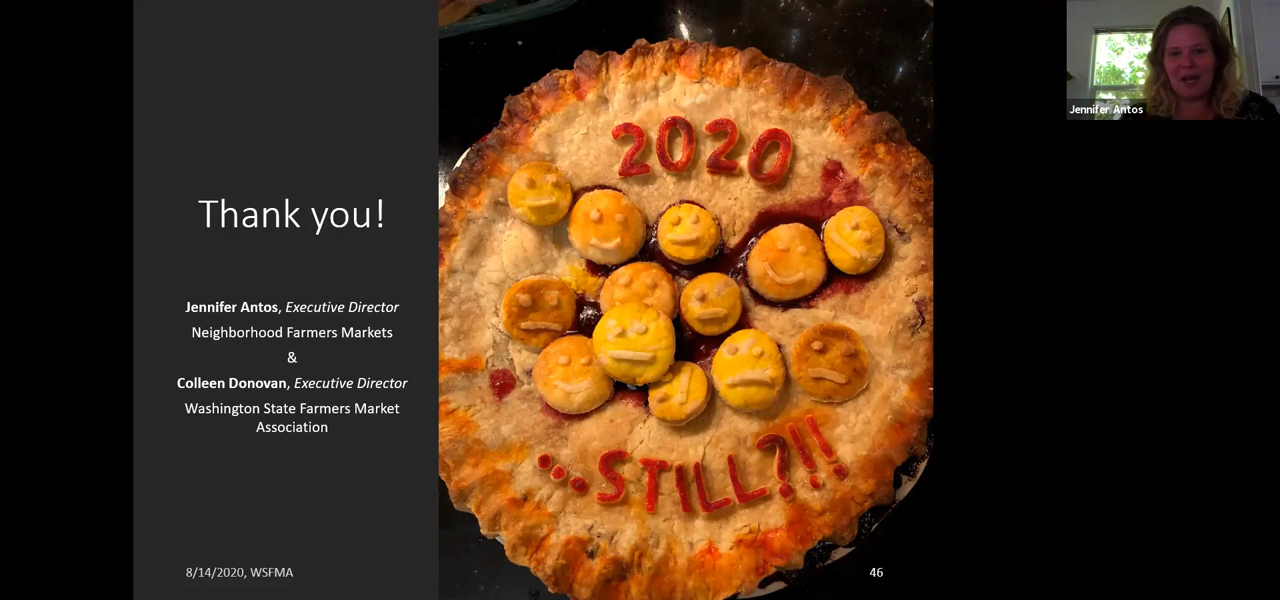 Thank you!
Jennifer Antos, Executive Director
Neighborhood Farmers Markets
&
Colleen Donovan, Executive Director
Washington State Farmers Market
Association
8/14/2020, WSFMA
2020
...STILL?!!
46
Jennifer Antos